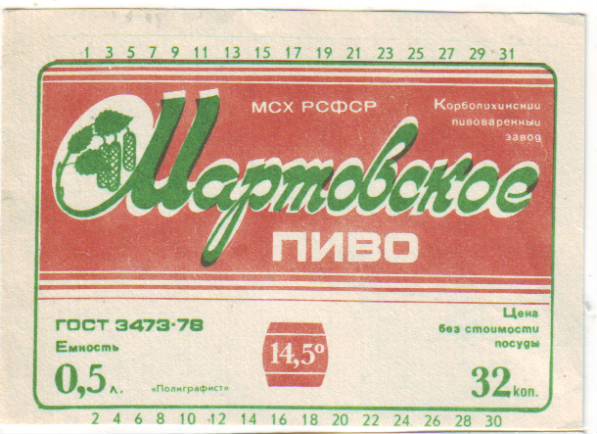 1 3 5 7 9 11 13 15 17 19 21 23 25 27 29 31
МСХ РСФСР
Корболихинский
пивоваренный
завод
Мартовское
ПИВО
ГОСТ 3473-78
Емкость
0,5 л.
«Полиграфист»
14,5°
Цена
без стоимости
посуды
32 коп.
2 4 6 8 10 12 14 16 18 20 22 24 26 28 30